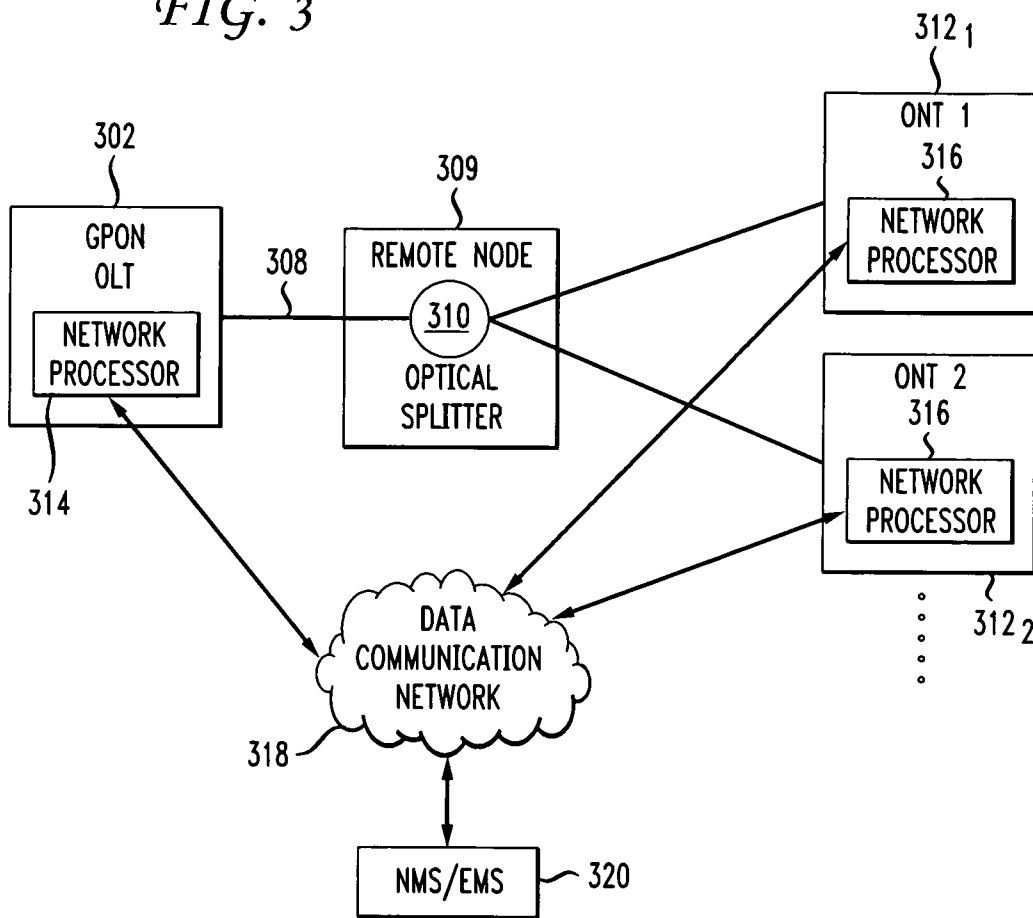 FIG. 3
312 1
ONT 1
316
NETWORK
PROCESSOR
302
GPON
OLT
NETWORK
PROCESSOR
314
308
309
REMOTE NODE
310
OPTICAL
SPLITTER
ONT 2
316
NETWORK
PROCESSOR
312 2
DATA
COMMUNICATION
NETWORK
318
NMS/EMS
320